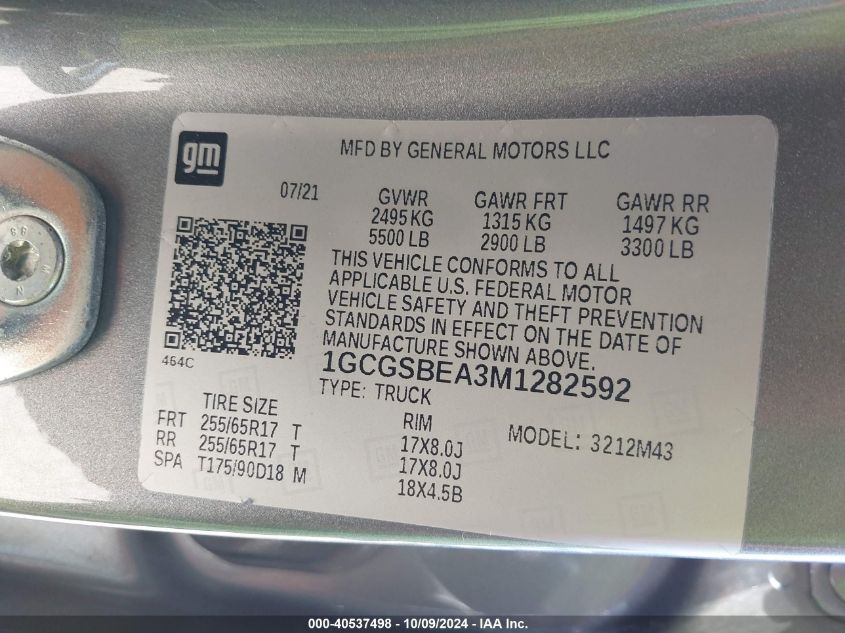 gm
MFD BY GENERAL MOTORS LLC
07/21 GVWR GAWR FRT GAWR RR
2495 KG 1315 KG 1497 KG
5500 LB 2900 LB 3300 LB
THIS VEHICLE CONFORMS TO ALL
APPLICABLE U.S. FEDERAL MOTOR
VEHICLE SAFETY AND THEFT PREVENTION
STANDARDS IN EFFECT ON THE DATE OF
MANUFACTURE SHOWN ABOVE.
464C
1GCGSBEA3M1282592
TYPE: TRUCK
TIRE SIZE RIM MODEL: 3212M43
FRT 255/65R17 T 17X8.0J
RR 255/65R17 T 17X8.0J
SPA T175/90D18 M 18X4.5B
000-40537498 - 10/09/2024 - IAA Inc.